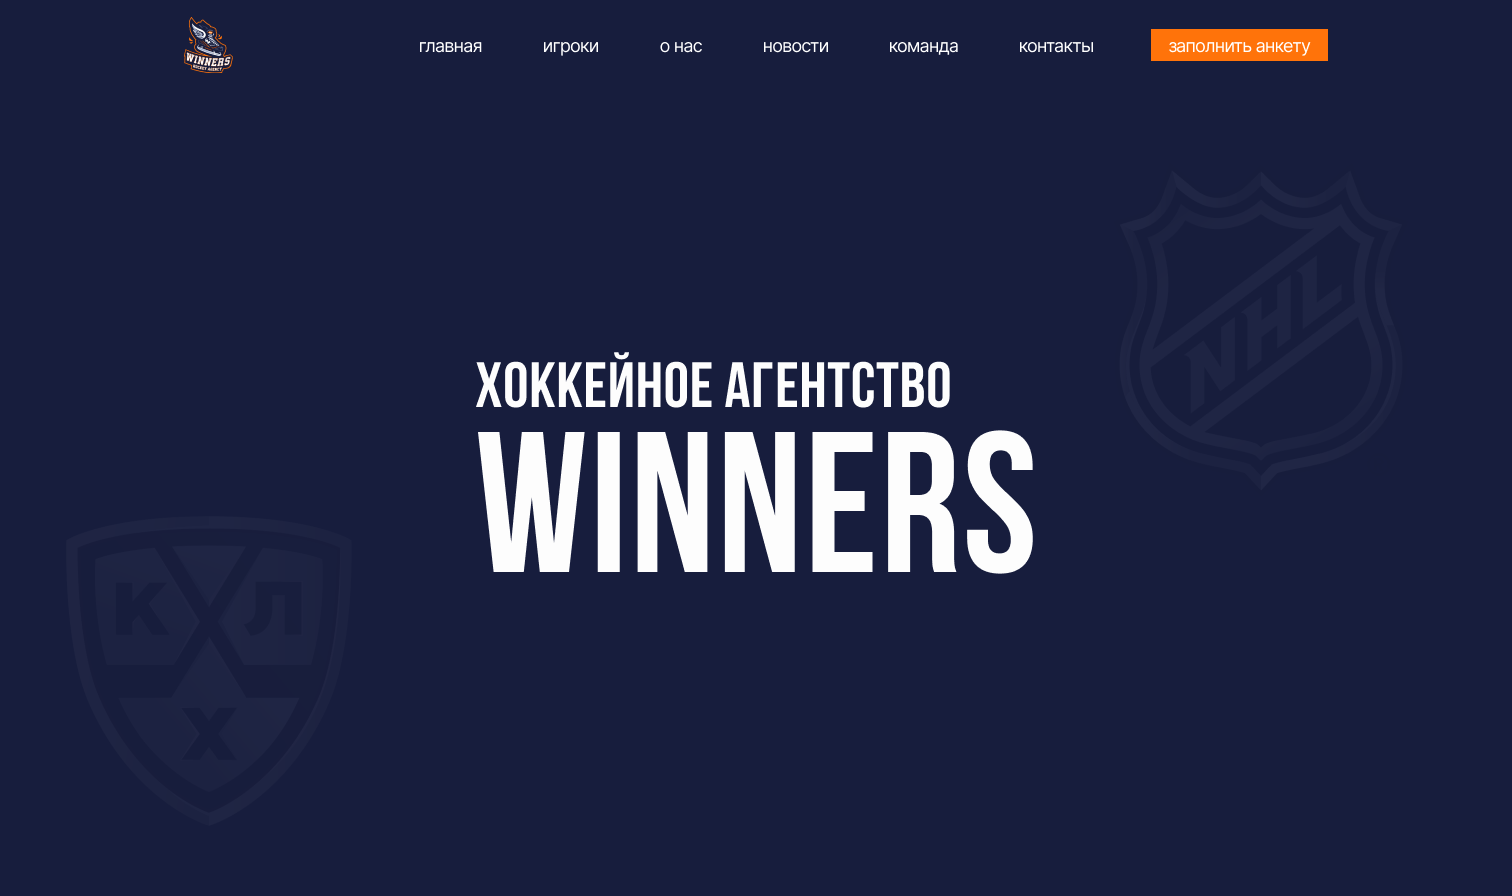 WINNERS
HOCKEY AGENCY
главная
игроки
о нас
новости
команда
контакты
заполнить анкету
NHL
ХОККЕЙНОЕ АГЕНТСТВО
WINNERS
К Л
Х